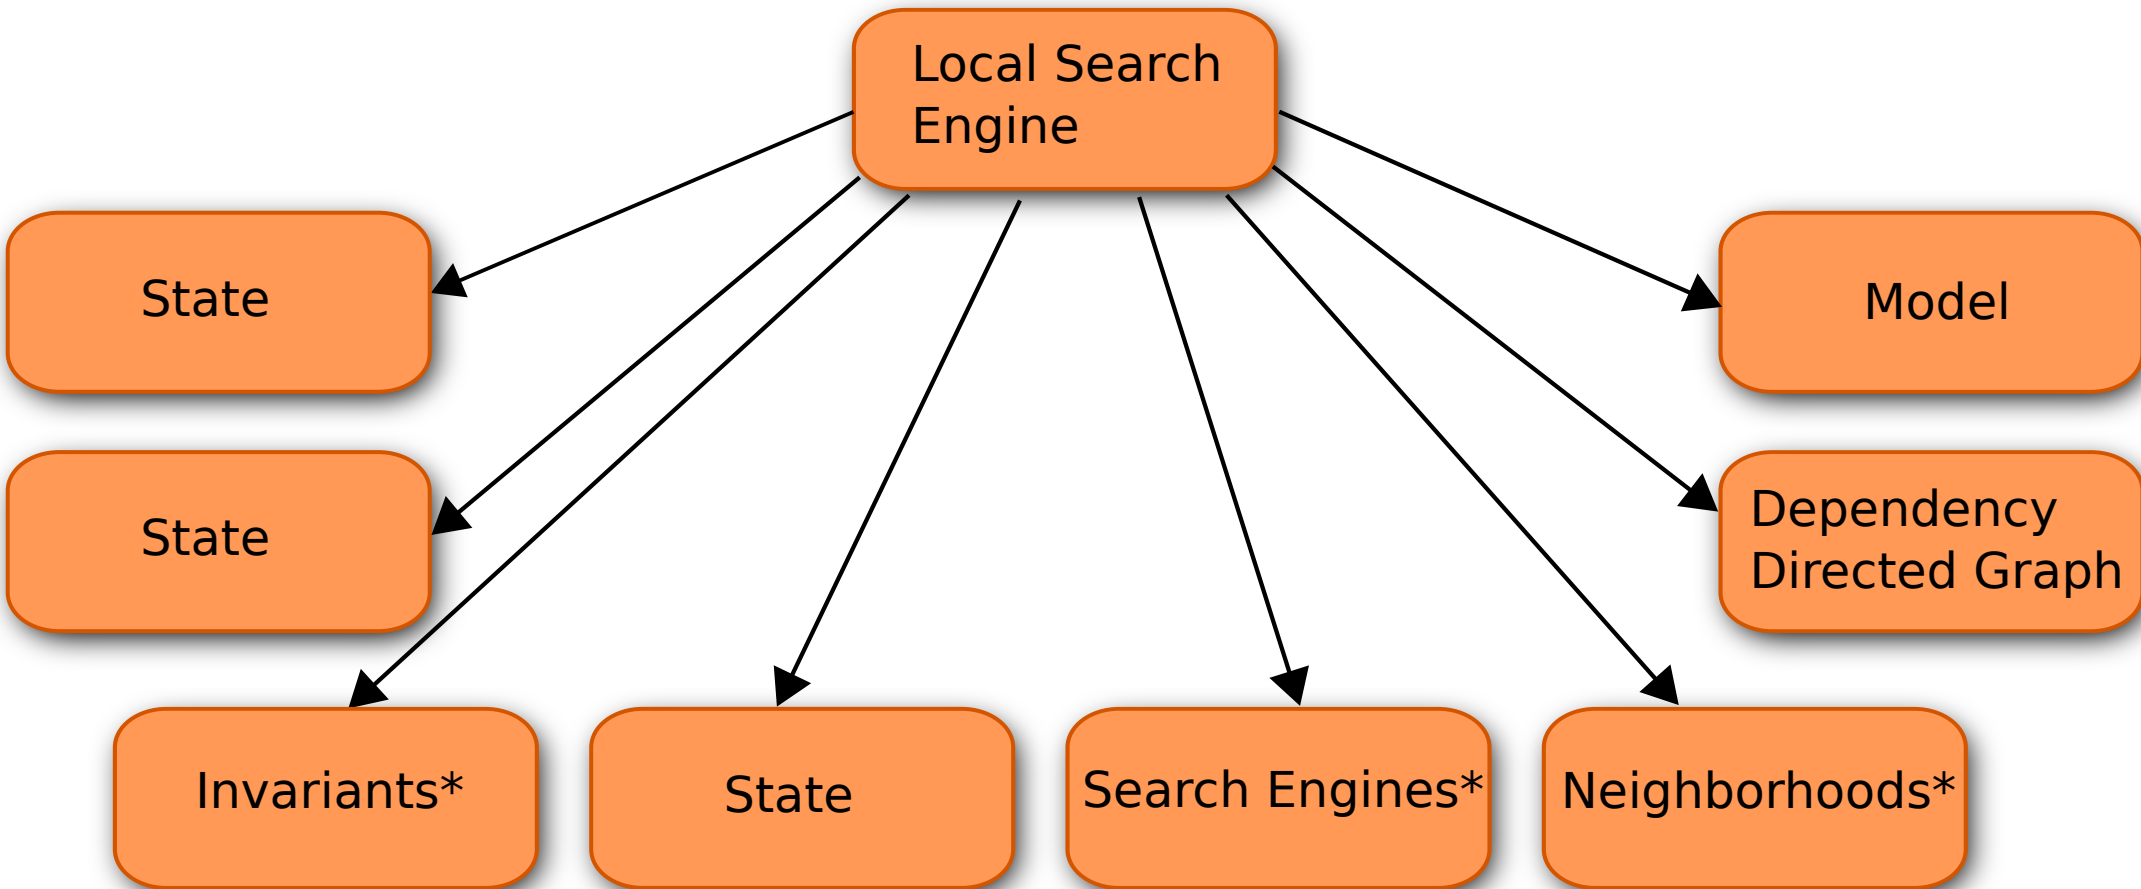 Local Search
Engine
State
Model
State
Dependency
Directed Graph
Invariants*
State
Search Engines*
Neighborhoods*